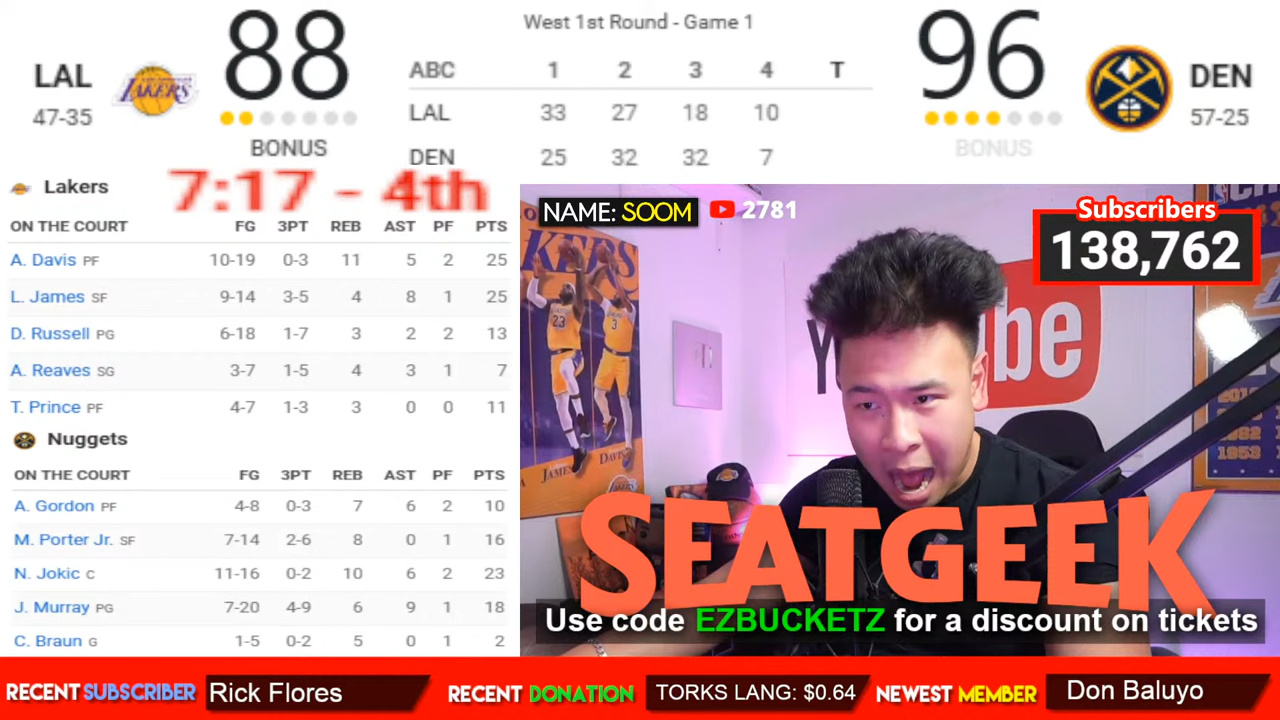 LAL
47-35
LAKERS
88
BONUS
West 1st Round - Game 1
ABC 1 2 3 4 T
LAL 33 27 18 10
DEN 25 32 32 7
96
BONUS
DEN
57-25
Lakers
7:17 - 4th
ON THE COURT FG 3PT REB AST PF PTS
A. Davis PF 10-19 0-3 11 5 2 25
L. James SF 9-14 3-5 4 8 1 25
D. Russell PG 6-18 1-7 3 2 2 13
A. Reaves SG 3-7 1-5 4 3 1 7
T. Prince PF 4-7 1-3 3 0 0 11
Nuggets
ON THE COURT FG 3PT REB AST PF PTS
A. Gordon PF 4-8 0-3 7 6 2 10
M. Porter Jr. SF 7-14 2-6 8 0 1 16
N. Jokic C 11-16 0-2 10 6 2 23
J. Murray PG 7-20 4-9 6 9 1 18
C. Braun G 1-5 0-2 5 0 1 2
NAME: SOOM 2781
Subscribers
138,762
LAKERS
23
3
JAMES DAVIS
SEATGEEK
Use code EZBUCKETZ for a discount on tickets
RECENT SUBSCRIBER Rick Flores RECENT DONATION TORKS LANG: $0.64 NEWEST MEMBER Don Baluyo